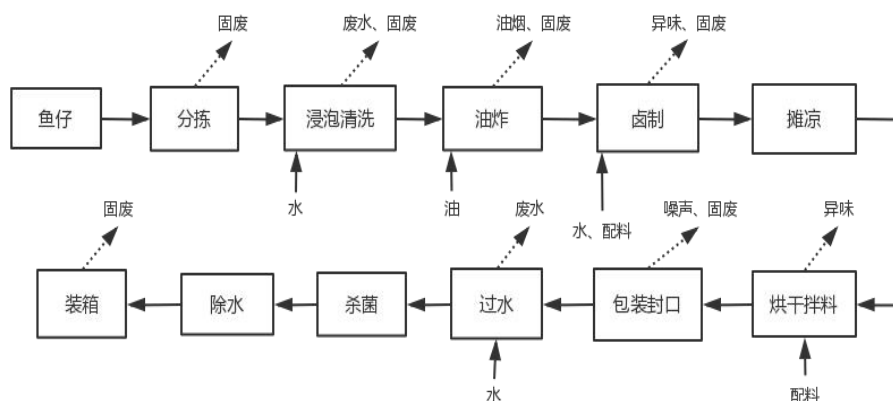 固废
废水、固废
油烟、固废
异味、固废
鱼仔
分拣
浸泡清洗
油炸
卤制
摊凉
水
油
水、配料
固废
废水
噪声、固废
异味
装箱
除水
杀菌
过水
包装封口
烘干拌料
水
配料